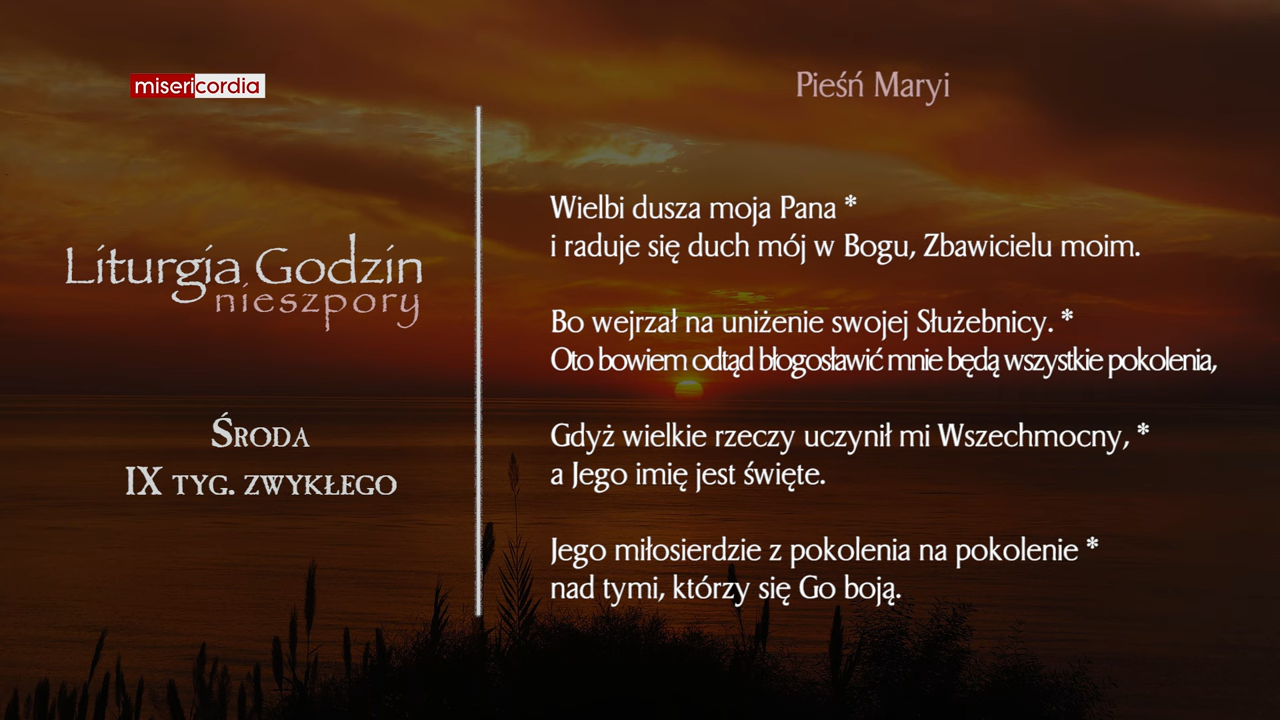 misericordia
Liturgia Godzin
nieszpory
Środa
IX tyg. zwykłego
Pieśń Maryi
Wielbi dusza moja Pana *
i raduje się duch mój w Bogu, Zbawicielu moim.
Bo wejrzał na uniżenie swojej Służebnicy. *
Oto bowiem odtąd błogosławić mnie będą wszystkie pokolenia,
Gdyż wielkie rzeczy uczynił mi Wszechmocny, *
a Jego imię jest święte.
Jego miłosierdzie z pokolenia na pokolenie *
nad tymi, którzy się Go boją.